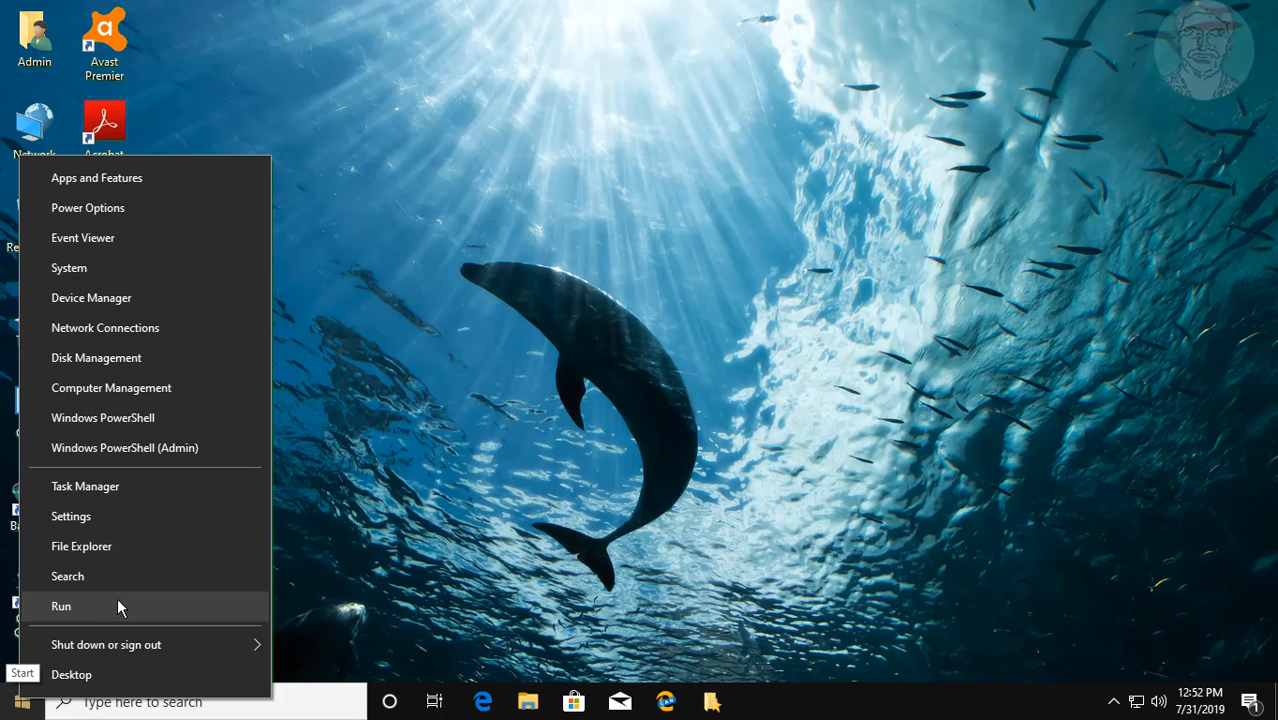 Admin
Avast
Premier
Network
Acrobat
Apps and Features
Power Options
Event Viewer
System
Device Manager
Network Connections
Disk Management
Computer Management
Windows PowerShell
Windows PowerShell (Admin)
Task Manager
Settings
File Explorer
Search
Run
Shut down or sign out
Desktop
Start
Type here to search
12:52 PM
7/31/2019
1